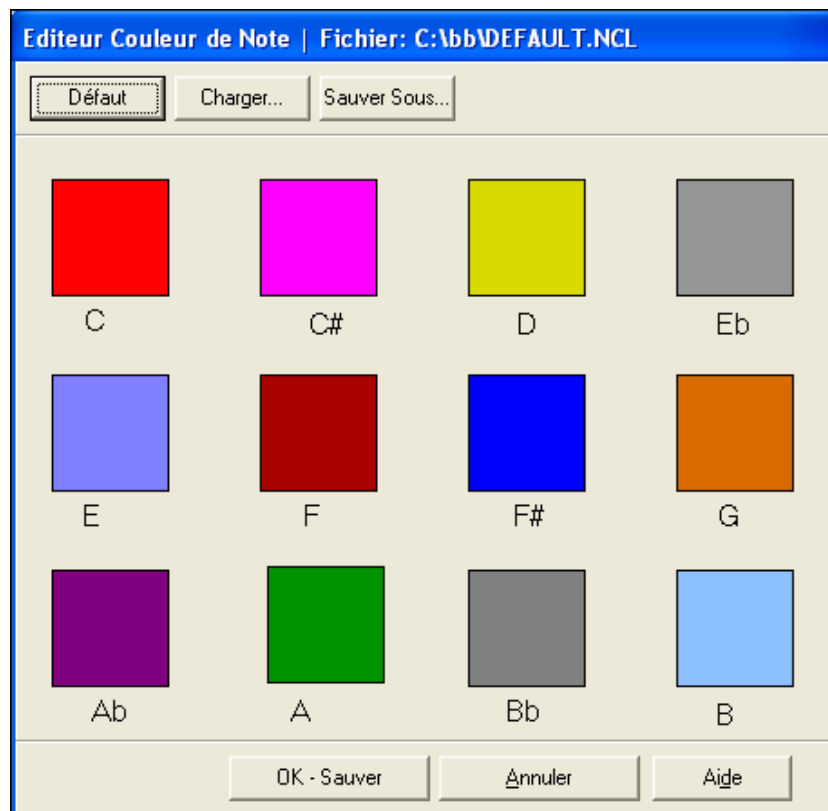 Editeur Couleur de Note | Fichier: C:\bb\DEFAULT.NCL
Défaut Charger... Sauver Sous...
C C# D Eb
E F F# G
Ab A Bb B
OK - Sauver Annuler Aide